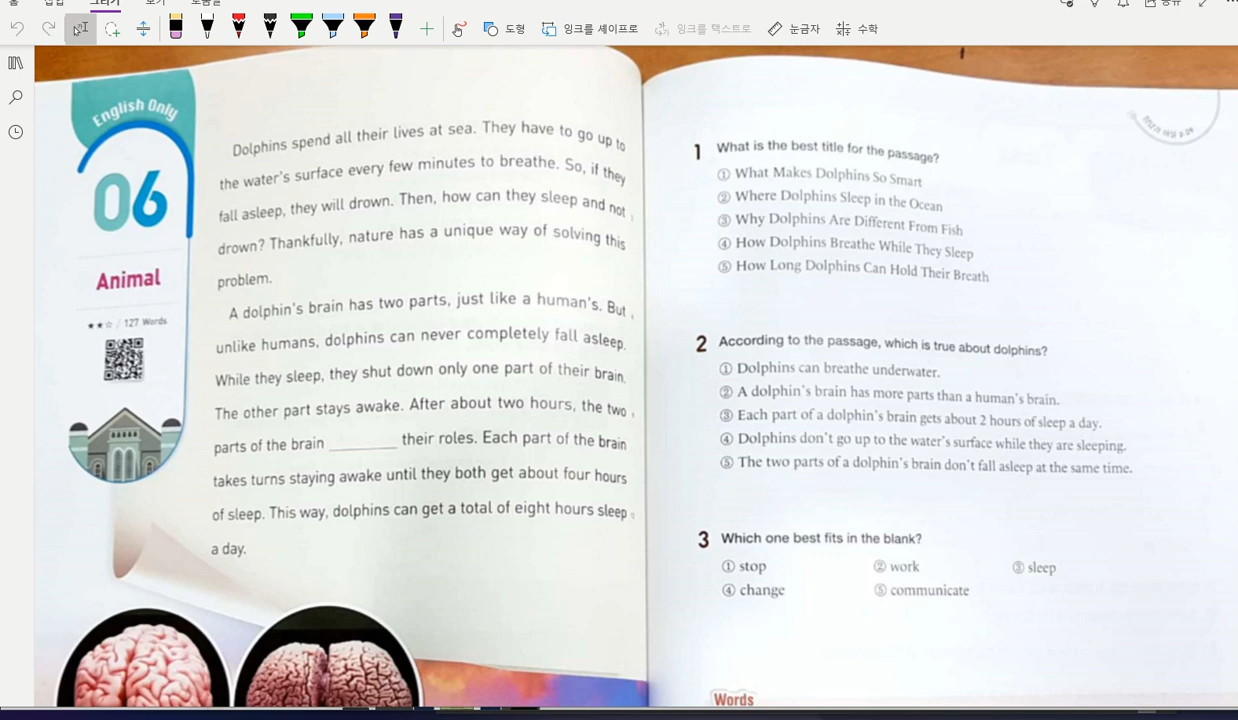 그리기
보기
공유
도형
잉크를 셰이프로
잉크를 텍스트로
눈금자
수학
English Only
06
Animal
★★☆ / 127 Words
Dolphins spend all their lives at sea. They have to go up to
the water's surface every few minutes to breathe. So, if they
fall asleep, they will drown. Then, how can they sleep and not
drown? Thankfully, nature has a unique way of solving this
problem.
A dolphin's brain has two parts, just like a human's. But
unlike humans, dolphins can never completely fall asleep.
While they sleep, they shut down only one part of their brain.
The other part stays awake. After about two hours, the two
parts of the brain ________ their roles. Each part of the brain
takes turns staying awake until they both get about four hours
of sleep. This way, dolphins can get a total of eight hours sleep
a day.
1 What is the best title for the passage?
① What Makes Dolphins So Smart
② Where Dolphins Sleep in the Ocean
③ Why Dolphins Are Different From Fish
④ How Dolphins Breathe While They Sleep
⑤ How Long Dolphins Can Hold Their Breath
2 According to the passage, which is true about dolphins?
① Dolphins can breathe underwater.
② A dolphin's brain has more parts than a human's brain.
③ Each part of a dolphin's brain gets about 2 hours of sleep a day.
④ Dolphins don't go up to the water's surface while they are sleeping.
⑤ The two parts of a dolphin's brain don't fall asleep at the same time.
3 Which one best fits in the blank?
① stop ② work ③ sleep
④ change ⑤ communicate
Words